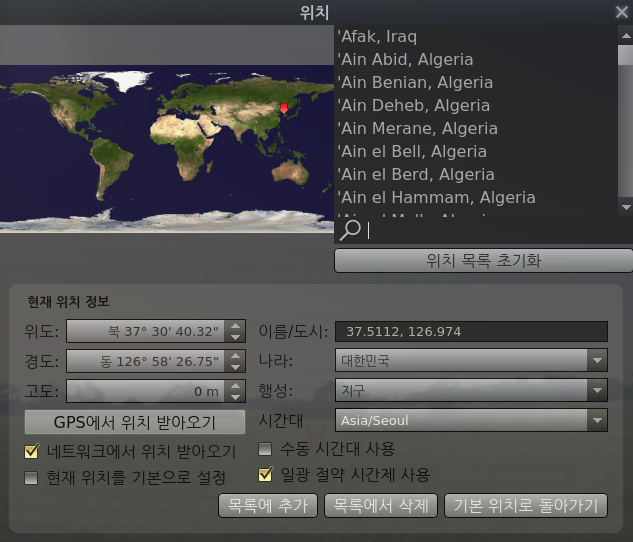 위치
'Afak, Iraq
'Ain Abid, Algeria
'Ain Benian, Algeria
'Ain Deheb, Algeria
'Ain Merane, Algeria
'Ain el Bell, Algeria
'Ain el Berd, Algeria
'Ain el Hammam, Algeria
위치 목록 초기화
현재 위치 정보
위도: 북 37° 30' 40.32" 이름/도시: 37.5112, 126.974
경도: 동 126° 58' 26.75" 나라: 대한민국
고도: 0 m 행성: 지구
GPS에서 위치 받아오기 시간대 Asia/Seoul
네트워크에서 위치 받아오기 수동 시간대 사용
현재 위치를 기본으로 설정 일광 절약 시간제 사용
목록에 추가 목록에서 삭제 기본 위치로 돌아가기